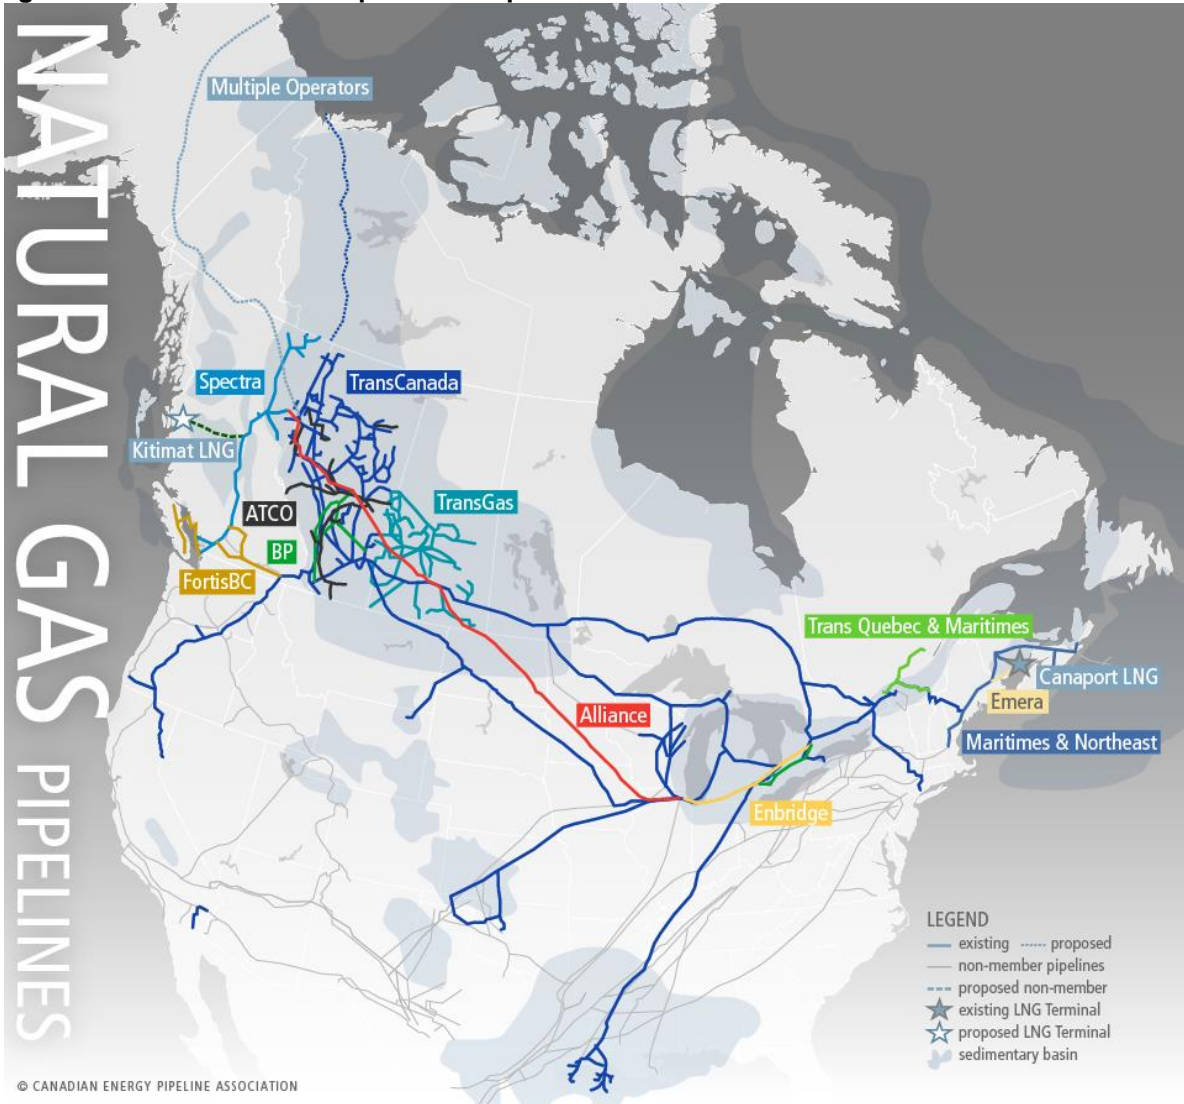 NATURAL GAS PIPELINES
Multiple Operators
Spectra
TransCanada
Kitimat LNG
ATCO
TransGas
BP
FortisBC
Trans Quebec & Maritimes
Canaport LNG
Emera
Alliance
Maritimes & Northeast
Enbridge
LEGEND
existing proposed
non-member pipelines
proposed non-member
existing LNG Terminal
proposed LNG Terminal
sedimentary basin
© CANADIAN ENERGY PIPELINE ASSOCIATION